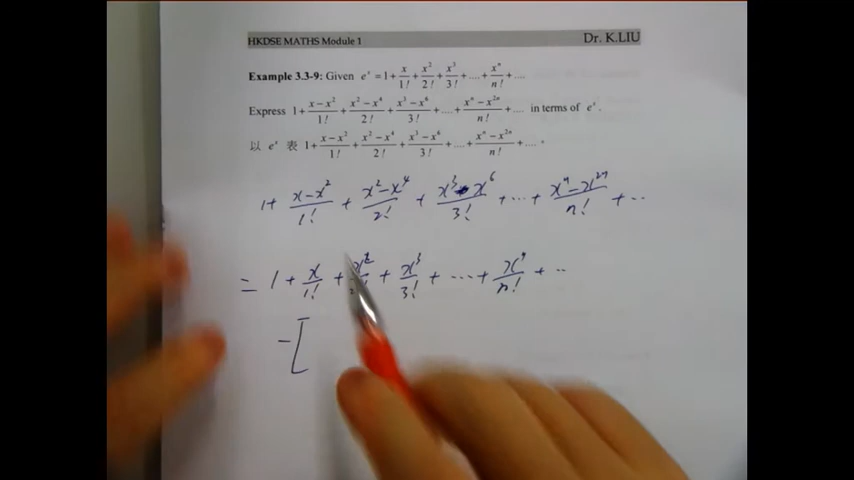 HKDSE MATHS Module 1 Dr. K.LIU
Example 3.3-9: Given e^x = 1 + x/1! + x^2/2! + x^3/3! + .... + x^n/n! + ....
Express 1 + (x-x^2)/1! + (x^2-x^4)/2! + (x^3-x^6)/3! + .... + (x^n-x^{2n})/n! + .... in terms of e^x.
以 e^x 表 1 + (x-x^2)/1! + (x^2-x^4)/2! + (x^3-x^6)/3! + .... + (x^n-x^{2n})/n! + .... 。
1 + (x-x^2)/1! + (x^2-x^4)/2! + (x^3-x^6)/3! + ... + (x^n-x^{2n})/n! + ...
= 1 + x/1! + x^2/2! + x^3/3! + ... + x^n/n! + ..
- [